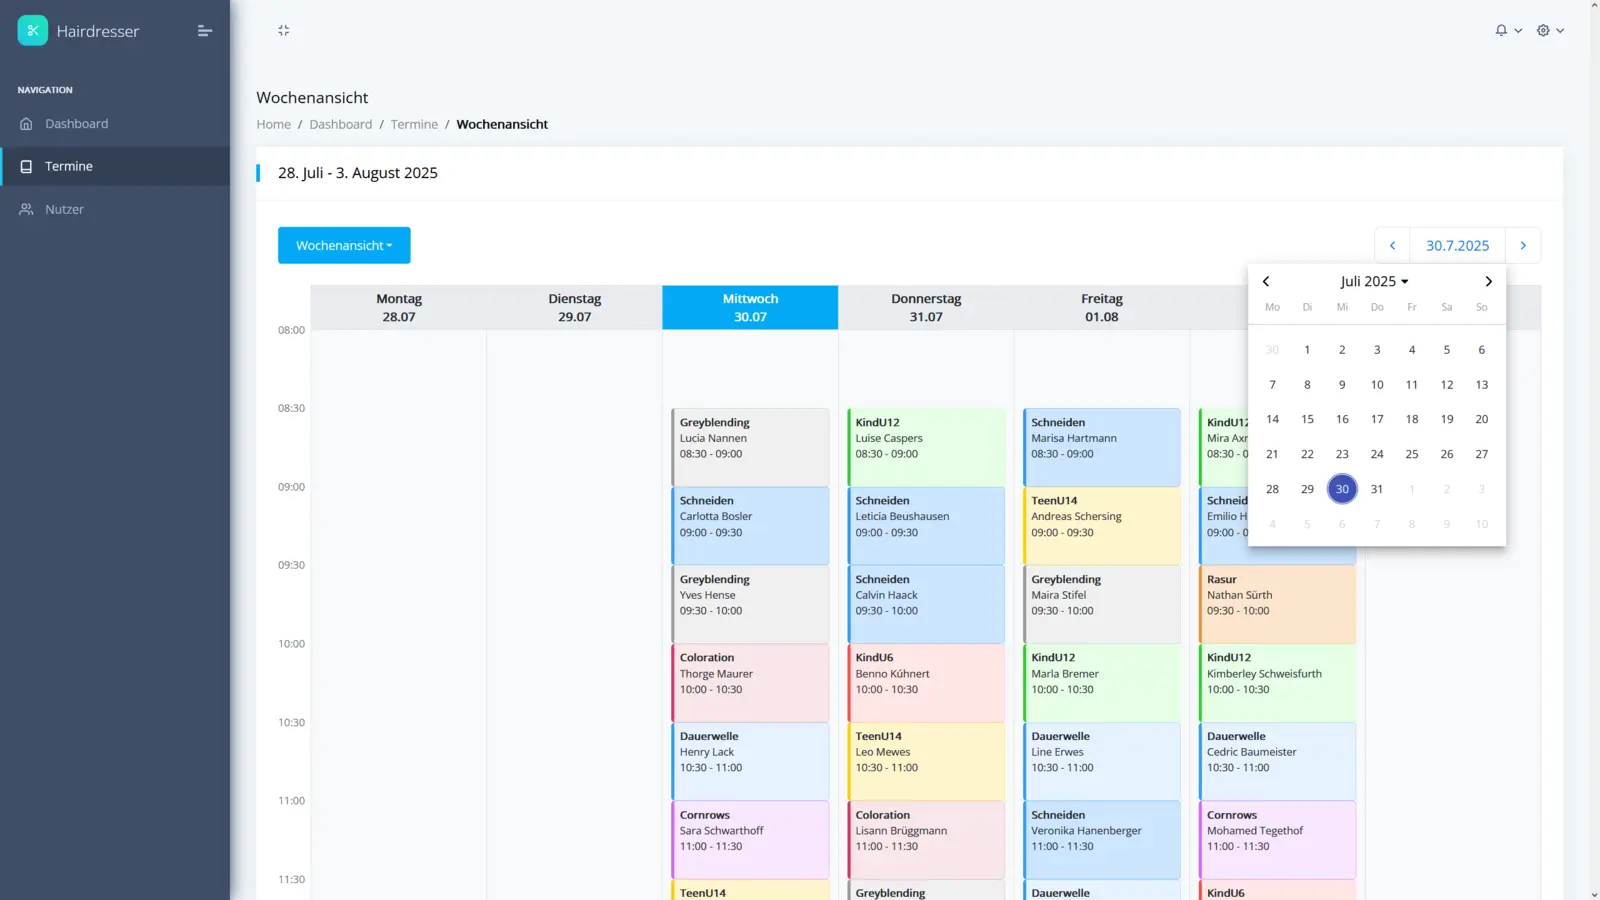 Hairdresser
NAVIGATION
Dashboard
Termine
Nutzer
Wochenansicht
Home / Dashboard / Termine / Wochenansicht
28. Juli - 3. August 2025
Wochenansicht
30.7.2025
Juli 2025
Mo Di Mi Do Fr Sa So
30 1 2 3 4 5 6
7 8 9 10 11 12 13
14 15 16 17 18 19 20
21 22 23 24 25 26 27
28 29 30 31 1 2 3
4 5 6 7 8 9 10
Montag
28.07
Dienstag
29.07
Mittwoch
30.07
Donnerstag
31.07
Freitag
01.08
08:00
08:30
09:00
09:30
10:00
10:30
11:00
11:30
Greyblending
Lucia Nannen
08:30 - 09:00
Schneiden
Carlotta Bosler
09:00 - 09:30
Greyblending
Yves Hense
09:30 - 10:00
Coloration
Thorge Maurer
10:00 - 10:30
Dauerwelle
Henry Lack
10:30 - 11:00
Cornrows
Sara Schwarthoff
11:00 - 11:30
TeenU14
KindU12
Luise Caspers
08:30 - 09:00
Schneiden
Leticia Beushausen
09:00 - 09:30
Schneiden
Calvin Haack
09:30 - 10:00
KindU6
Benno Kúhnert
10:00 - 10:30
TeenU14
Leo Mewes
10:30 - 11:00
Coloration
Lisann Brüggmann
11:00 - 11:30
Greyblending
Schneiden
Marisa Hartmann
08:30 - 09:00
TeenU14
Andreas Schersing
09:00 - 09:30
Greyblending
Maira Stifel
09:30 - 10:00
KindU12
Marla Bremer
10:00 - 10:30
Dauerwelle
Line Erwes
10:30 - 11:00
Schneiden
Veronika Hanenberger
11:00 - 11:30
Dauerwelle
KindU12
Mira
08:30 -
Emilio
09:00 -
Rasur
Nathan Sürth
09:30 - 10:00
KindU12
Kimberley Schweisfurth
10:00 - 10:30
Dauerwelle
Cedric Baumeister
10:30 - 11:00
Cornrows
Mohamed Tegethof
11:00 - 11:30
KindU6